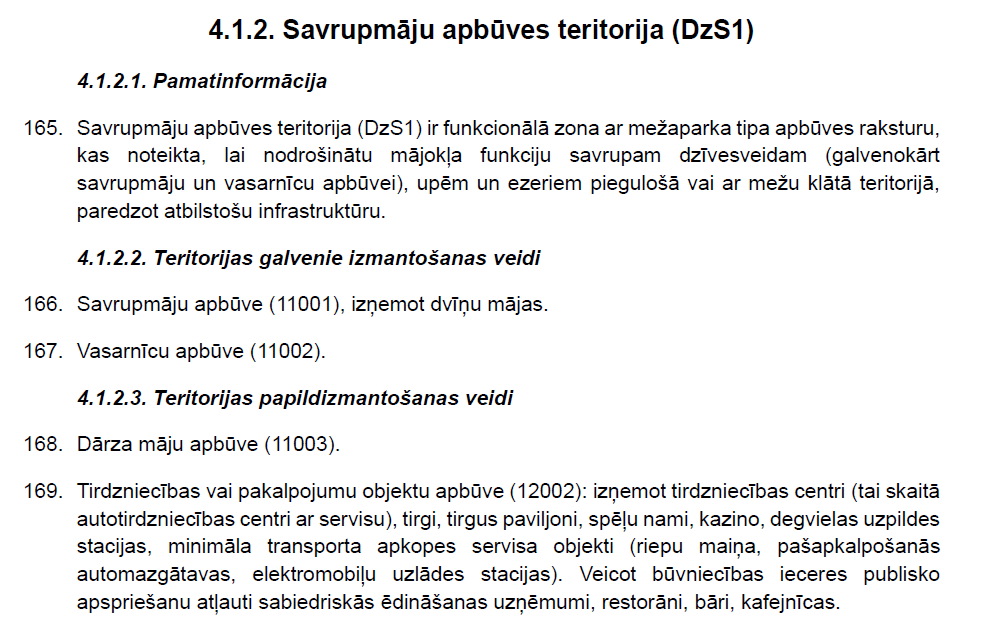 4.1.2. Savrupmāju apbūves teritorija (DzS1)
4.1.2.1. Pamatinformācija
165. Savrupmāju apbūves teritorija (DzS1) ir funkcionālā zona ar mežaparka tipa apbūves raksturu,
kas noteikta, lai nodrošinātu mājokļa funkciju savrupam dzīvesveidam (galvenokārt
savrupmāju un vasarnīcu apbūvei), upēm un ezeriem piegulošā vai ar mežu klātā teritorijā,
paredzot atbilstošu infrastruktūru.
4.1.2.2. Teritorijas galvenie izmantošanas veidi
166. Savrupmāju apbūve (11001), izņemot dvīņu mājas.
167. Vasarnīcu apbūve (11002).
4.1.2.3. Teritorijas papildizmantošanas veidi
168. Dārza māju apbūve (11003).
169. Tirdzniecības vai pakalpojumu objektu apbūve (12002): izņemot tirdzniecības centri (tai skaitā
autotirdzniecības centri ar servisu), tirgi, tirgus paviljoni, spēļu nami, kazino, degvielas uzpildes
stacijas, minimāla transporta apkopes servisa objekti (riepu maiņa, pašapkalpošanās
automazgātavas, elektromobiļu uzlādes stacijas). Veicot būvniecības ieceres publisko
apspriešanu atļauti sabiedriskās ēdināšanas uzņēmumi, restorāni, bāri, kafejnīcas.